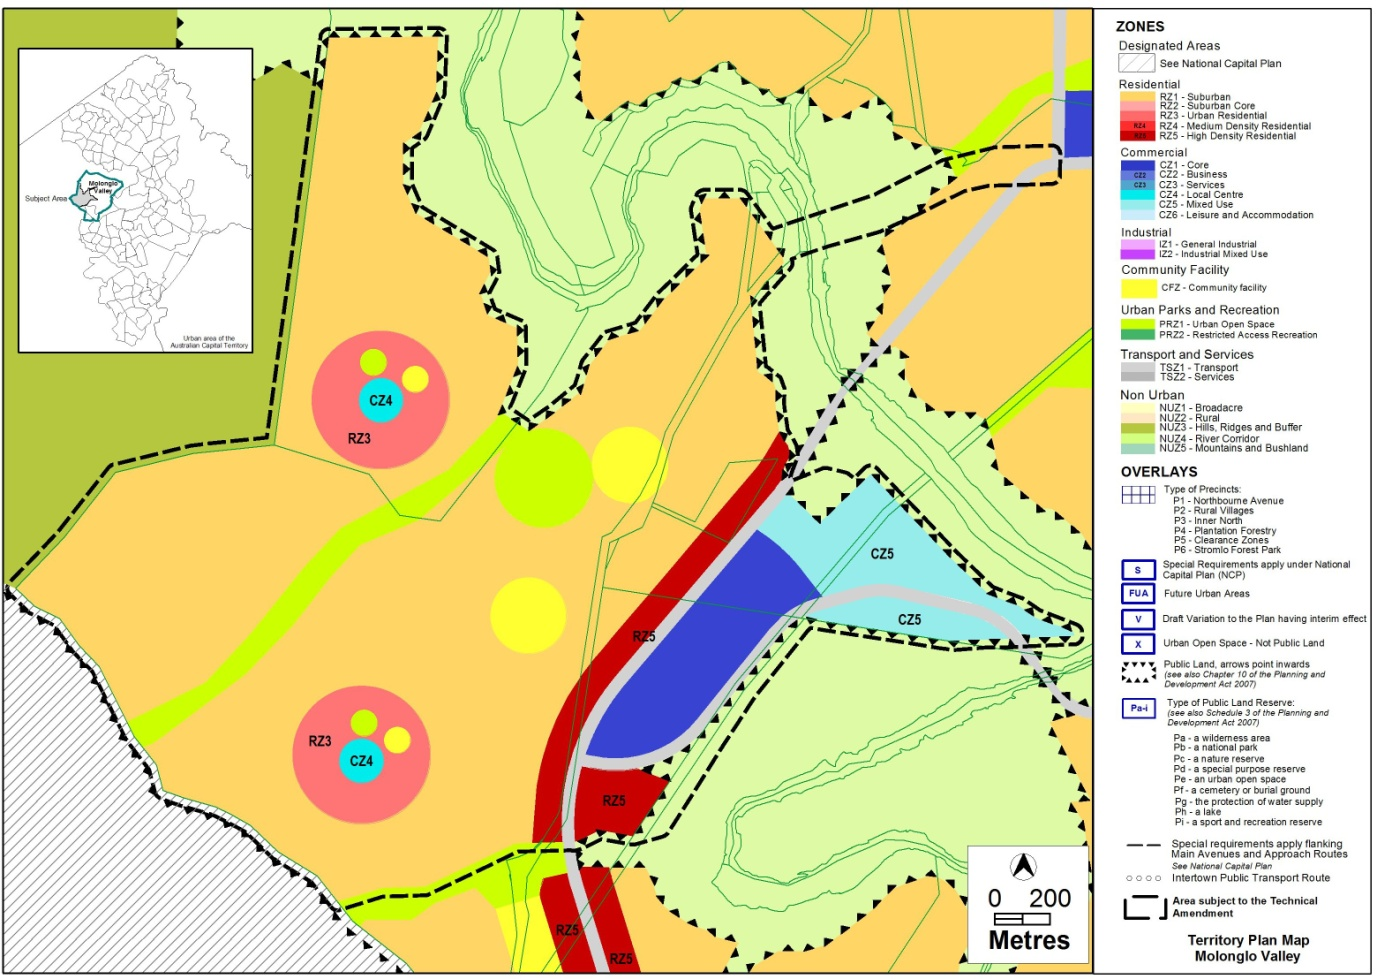 Molonglo
Valley
Subject Area
Urban area of the
Australian Capital Territory
CZ4
RZ3
CZ5
CZ5
RZ5
RZ3
CZ4
RZ5
RZ5
RZ5
0 200
Metres
ZONES
Designated Areas
See National Capital Plan
Residential
RZ1 - Suburban
RZ2 - Suburban Core
RZ3 - Urban Residential
RZ4 RZ4 - Medium Density Residential
RZ5 RZ5 - High Density Residential
Commercial
CZ1 - Core
CZ2 CZ2 - Business
CZ3 CZ3 - Services
CZ4 - Local Centre
CZ5 - Mixed Use
CZ6 - Leisure and Accommodation
Industrial
IZ1 - General Industrial
IZ2 - Industrial Mixed Use
Community Facility
CFZ - Community facility
Urban Parks and Recreation
PRZ1 - Urban Open Space
PRZ2 - Restricted Access Recreation
Transport and Services
TSZ1 - Transport
TSZ2 - Services
Non Urban
NUZ1 - Broadacre
NUZ2 - Rural
NUZ3 - Hills, Ridges and Buffer
NUZ4 - River Corridor
NUZ5 - Mountains and Bushland
OVERLAYS
Type of Precincts:
P1 - Northbourne Avenue
P2 - Rural Villages
P3 - Inner North
P4 - Plantation Forestry
P5 - Clearance Zones
P6 - Stromlo Forest Park
S Special Requirements apply under National
Capital Plan (NCP)
FUA Future Urban Areas
V Draft Variation to the Plan having interim effect
X Urban Open Space - Not Public Land
Public Land, arrows point inwards
(see also Chapter 10 of the Planning and
Development Act 2007)
Pa-i Type of Public Land Reserve:
(see also Schedule 3 of the Planning and
Development Act 2007)
Pa - a wilderness area
Pb - a national park
Pc - a nature reserve
Pd - a special purpose reserve
Pe - an urban open space
Pf - a cemetery or burial ground
Pg - the protection of water supply
Ph - a lake
Pi - a sport and recreation reserve
Special requirements apply flanking
Main Avenues and Approach Routes
See National Capital Plan
Intertown Public Transport Route
Area subject to the Technical
Amendment
Territory Plan Map
Molonglo Valley